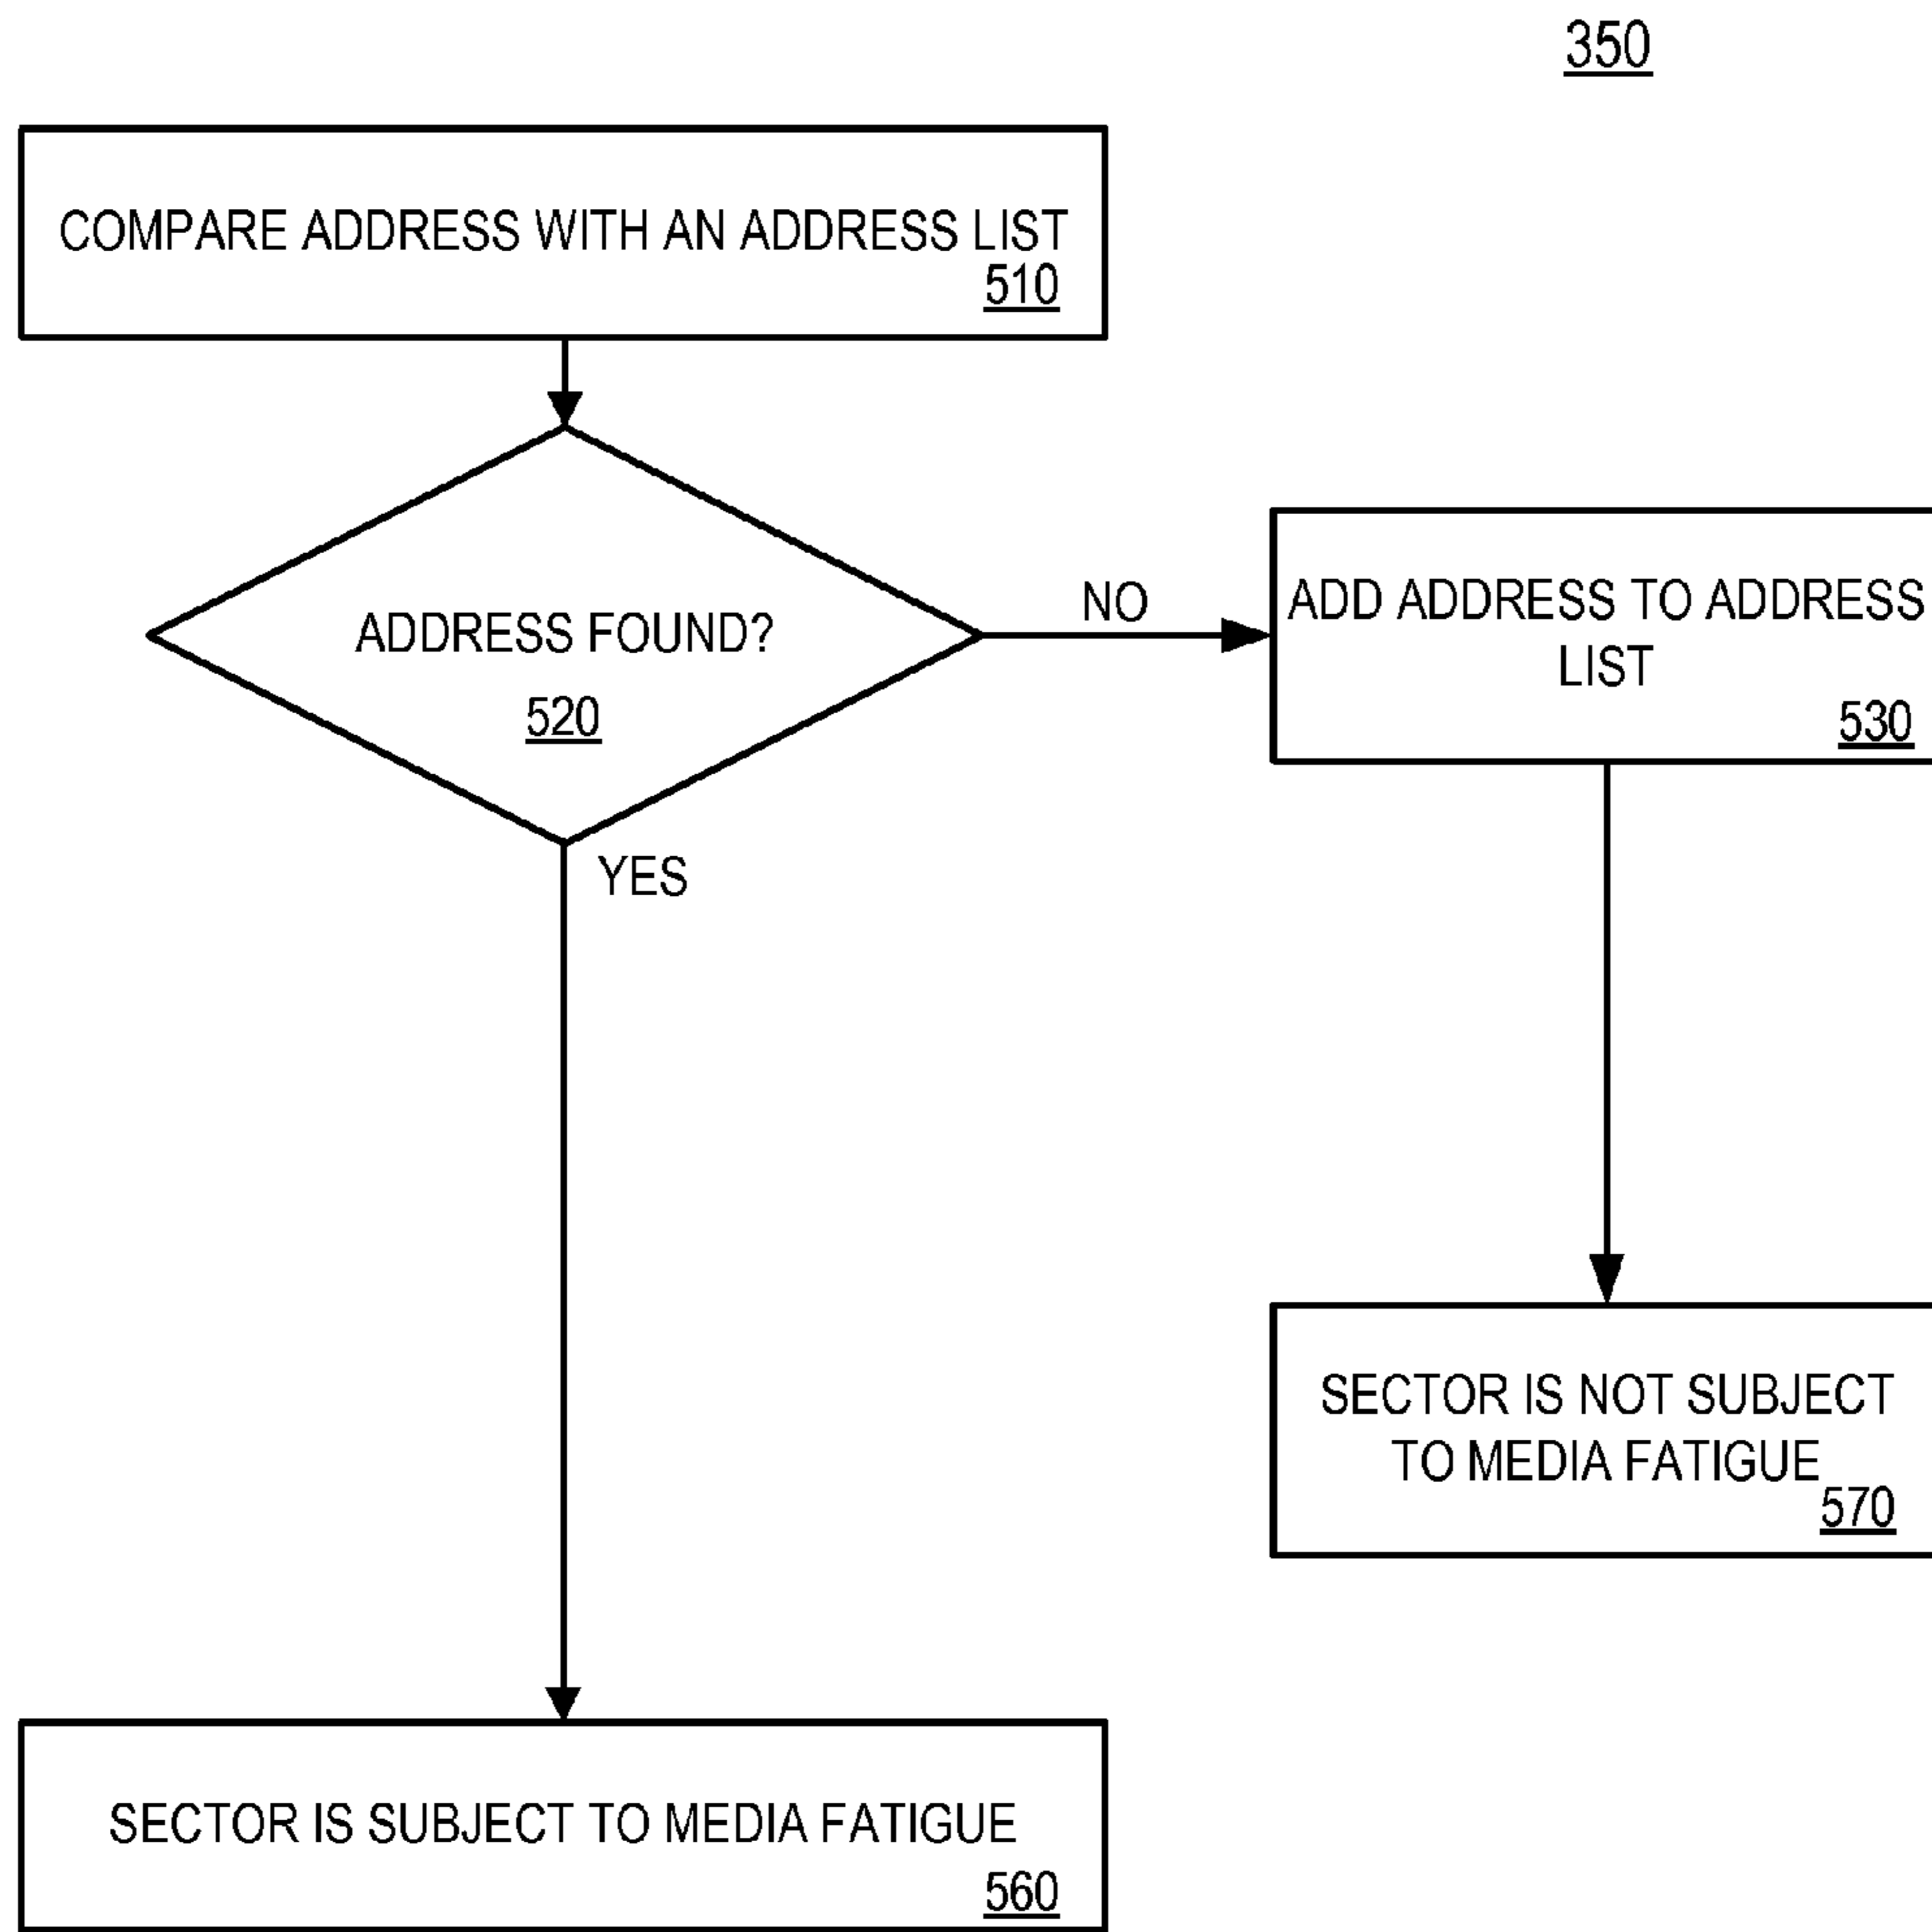 350
COMPARE ADDRESS WITH AN ADDRESS LIST
510
ADDRESS FOUND?
520
NO
ADD ADDRESS TO ADDRESS
LIST
530
YES
SECTOR IS NOT SUBJECT
TO MEDIA FATIGUE
570
SECTOR IS SUBJECT TO MEDIA FATIGUE
560